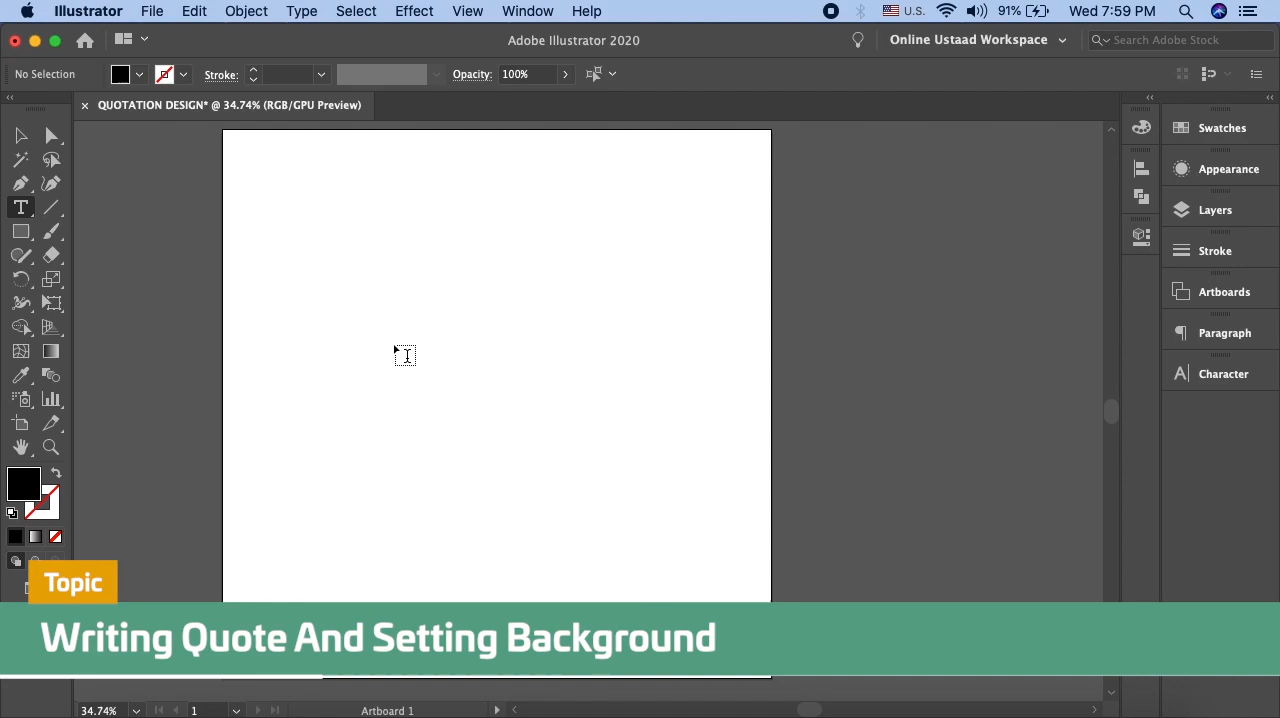 Illustrator File Edit Object Type Select Effect View Window Help U.S. 91% Wed 7:59 PM
Adobe Illustrator 2020 Online Ustaad Workspace Search Adobe Stock
No Selection Stroke: Opacity: 100%
QUOTATION DESIGN* @ 34.74% (RGB/GPU Preview)
Swatches
Appearance
Layers
Stroke
Artboards
Paragraph
Character
Topic
Writing Quote And Setting Background
34.74% 1 Artboard 1